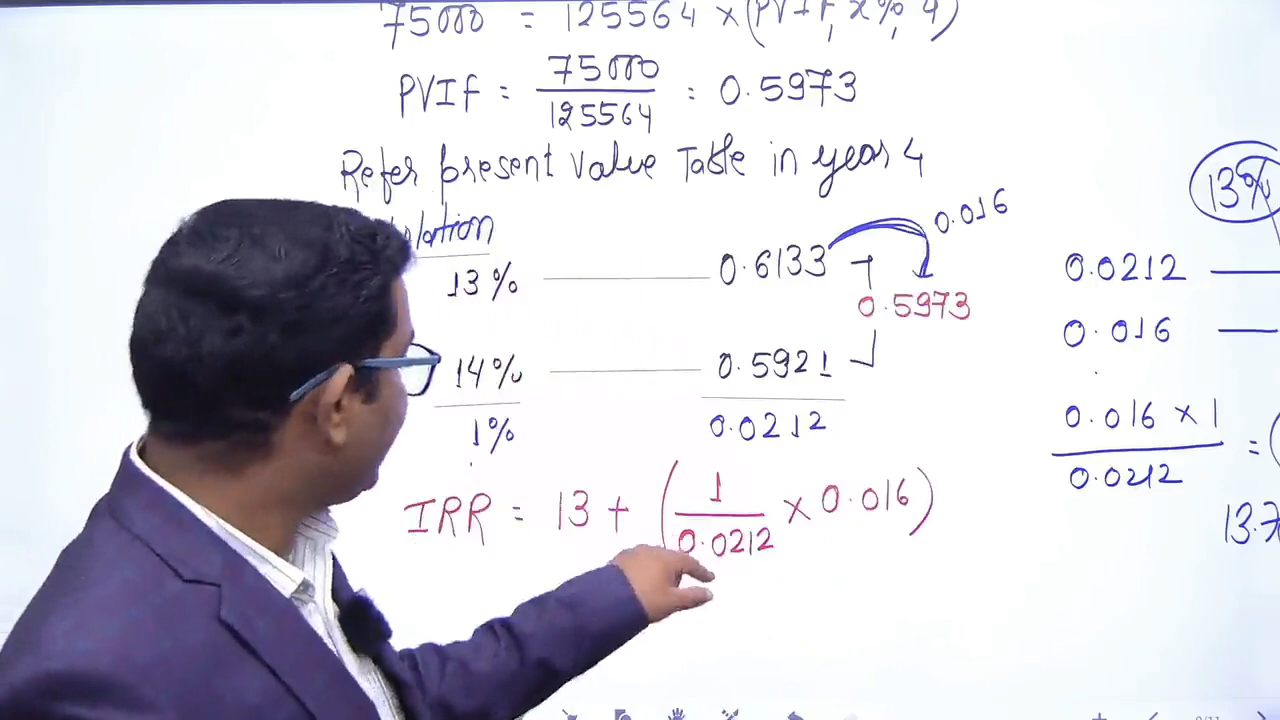 75000 = 125564 × (PVIF, x%, 4)
PVIf = 75000 / 125564 = 0.5973
Refer present Value Table in year 4
13% 0.6133
0.016
0.5973
14% 0.5921
1% 0.0212
IRR = 13 + ( 1 / 0.0212 × 0.016 )
13%
0.0212
0.016
0.016 × 1 / 0.0212 =